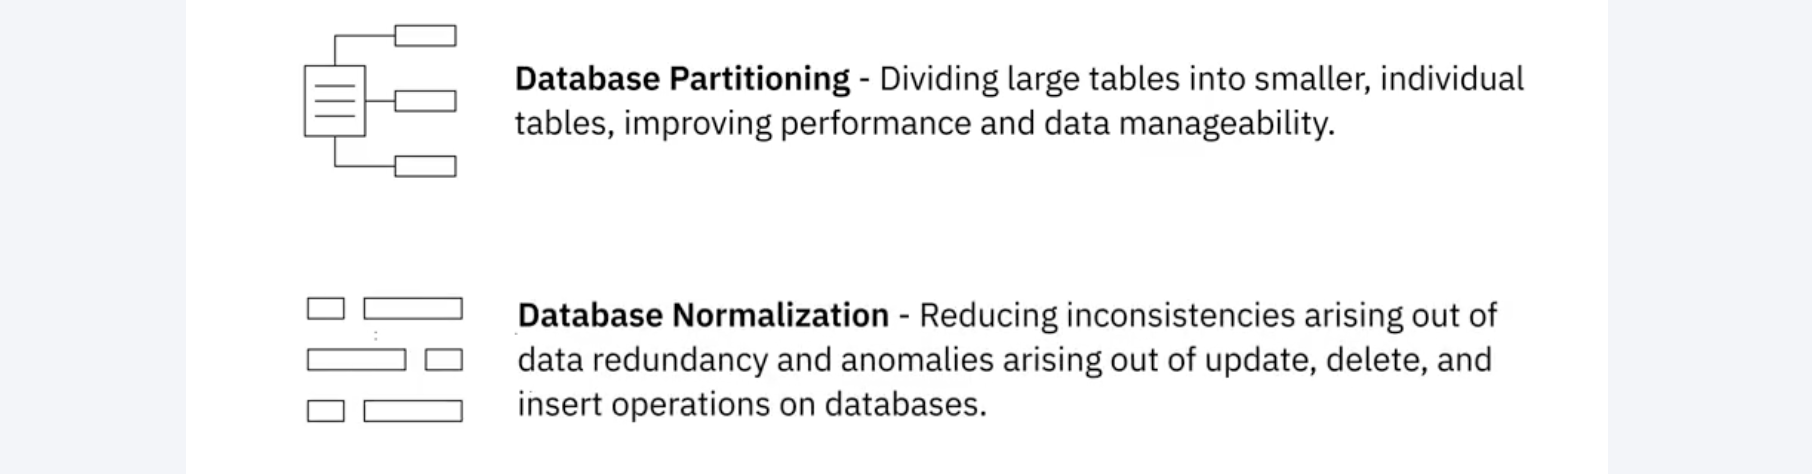 Database Partitioning - Dividing large tables into smaller, individual
tables, improving performance and data manageability.
Database Normalization - Reducing inconsistencies arising out of
data redundancy and anomalies arising out of update, delete, and
insert operations on databases.